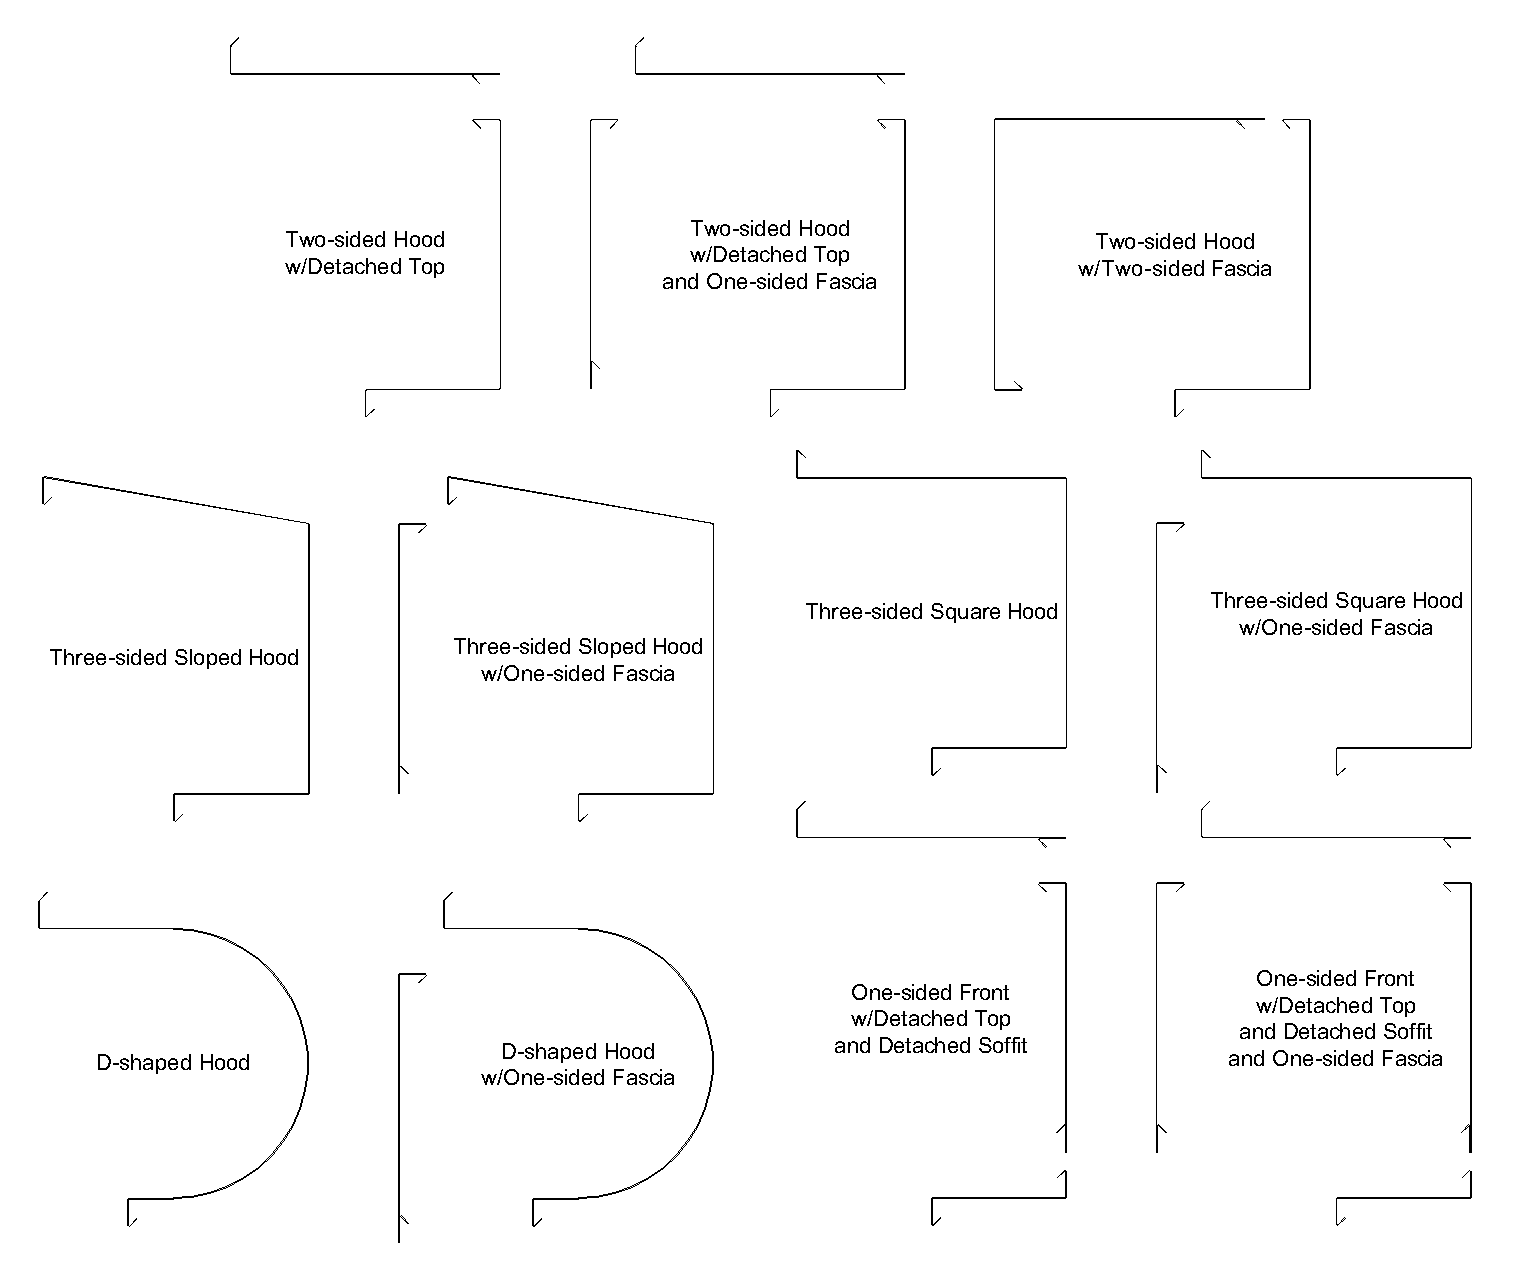 Two-sided Hood
w/Detached Top
Two-sided Hood
w/Detached Top
and One-sided Fascia
Two-sided Hood
w/Two-sided Fascia
Three-sided Sloped Hood
Three-sided Sloped Hood
w/One-sided Fascia
Three-sided Square Hood
Three-sided Square Hood
w/One-sided Fascia
D-shaped Hood
D-shaped Hood
w/One-sided Fascia
One-sided Front
w/Detached Top
and Detached Soffit
One-sided Front
w/Detached Top
and Detached Soffit
and One-sided Fascia